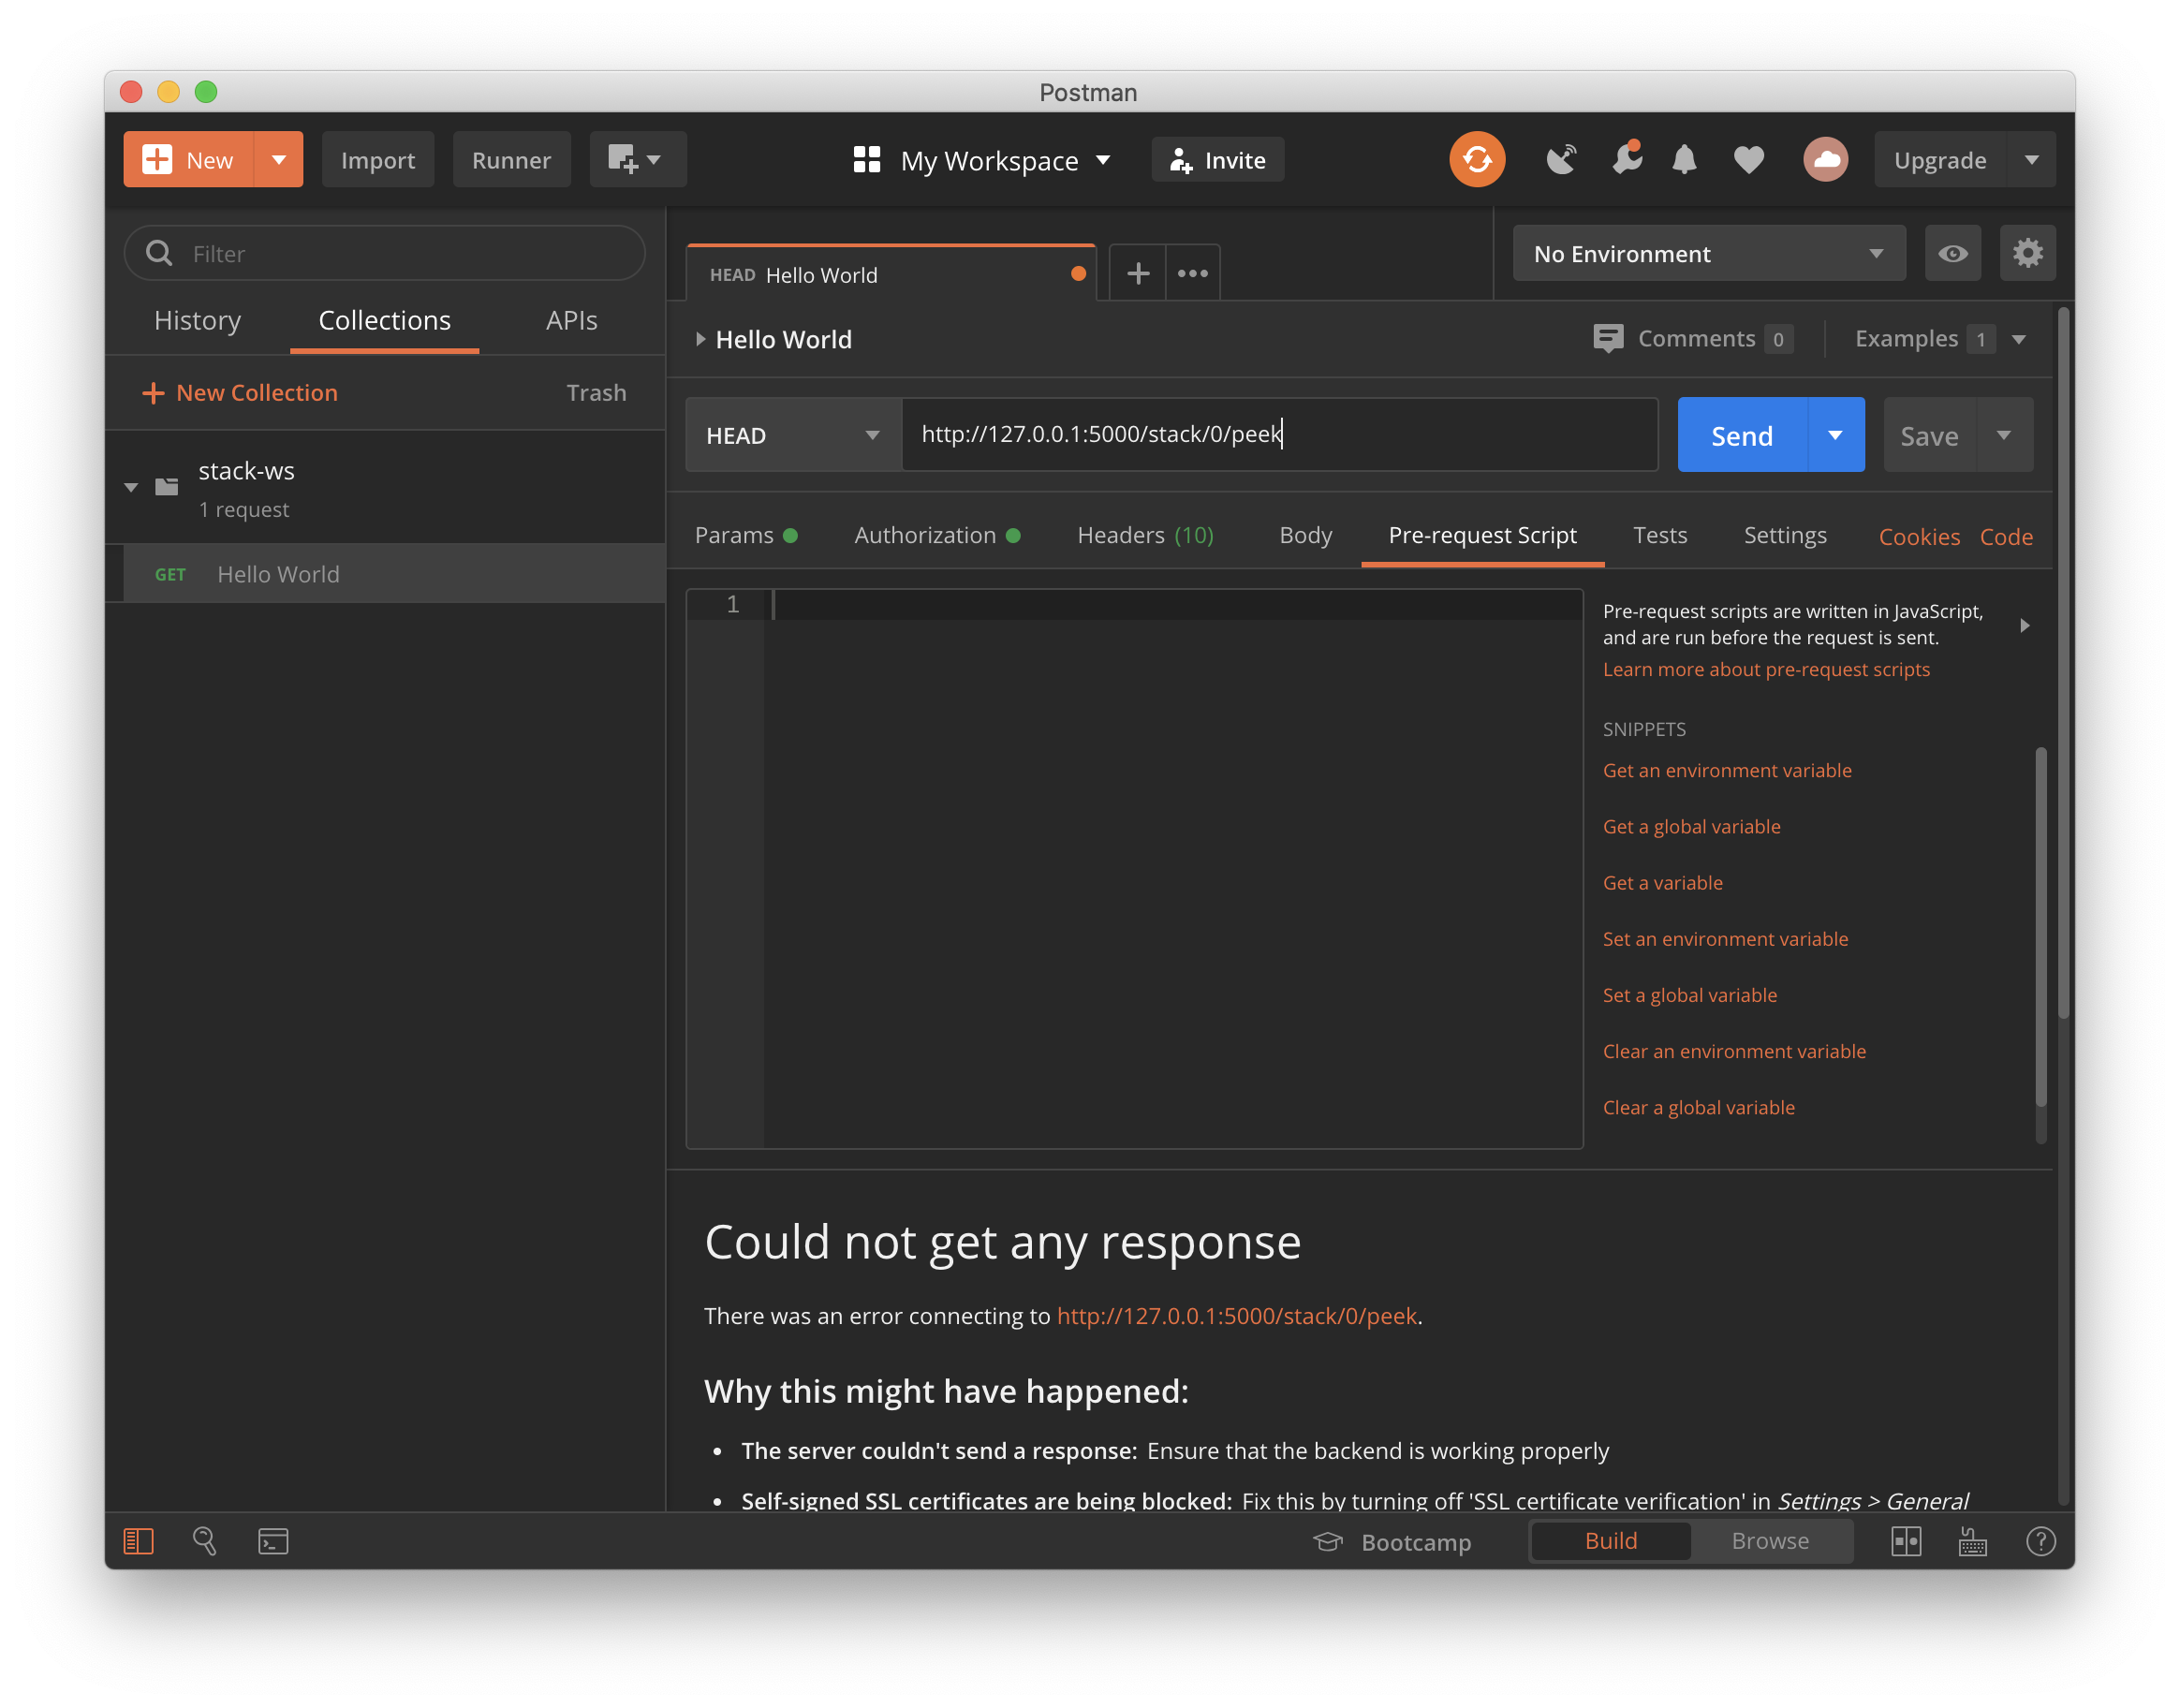 Postman
New
Import
Runner
My Workspace
Invite
Upgrade
Filter
History
Collections
APIs
New Collection
Trash
stack-ws
1 request
GET Hello World
HEAD Hello World
No Environment
Hello World
Comments 0
Examples 1
HEAD
http://127.0.0.1:5000/stack/0/peek
Send
Save
Params
Authorization
Headers (10)
Body
Pre-request Script
Tests
Settings
Cookies
Code
1
Pre-request scripts are written in JavaScript,
and are run before the request is sent.
Learn more about pre-request scripts
SNIPPETS
Get an environment variable
Get a global variable
Get a variable
Set an environment variable
Set a global variable
Clear an environment variable
Clear a global variable
Could not get any response
There was an error connecting to http://127.0.0.1:5000/stack/0/peek.
Why this might have happened:
• The server couldn't send a response: Ensure that the backend is working properly
• Self-signed SSL certificates are being blocked: Fix this by turning off 'SSL certificate verification' in Settings > General
Bootcamp
Build
Browse